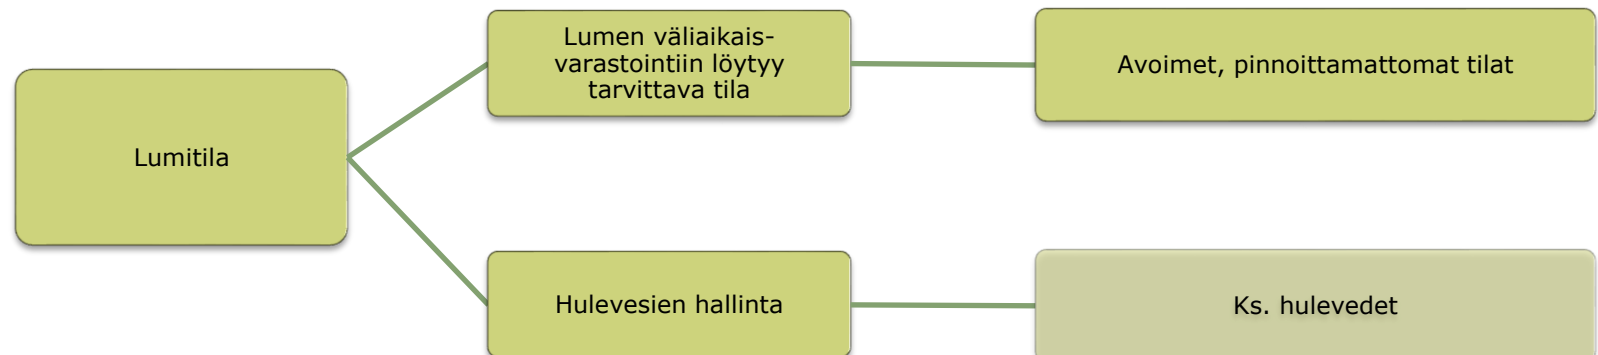 Lumitila
Lumen väliaikais-
varastointiin löytyy
tarvittava tila
Avoimet, pinnoittamattomat tilat
Hulevesien hallinta
Ks. hulevedet